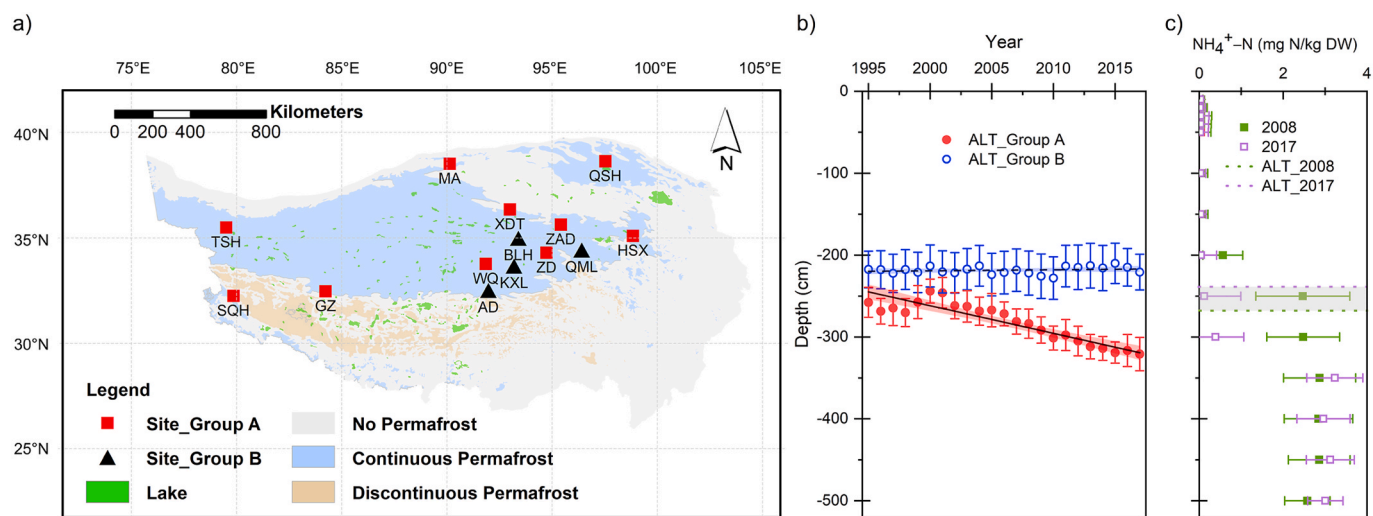 a)
75°E 80°E 85°E 90°E 95°E 100°E 105°E
40°N
35°N
30°N
25°N
Kilometers
0 200 400 800
N
MA
QSH
TSH
XDT
BLH
ZAD
HSX
WQ
KXL
ZD
QML
SQH
GZ
AD
Legend
Site_Group A
Site_Group B
Lake
No Permafrost
Continuous Permafrost
Discontinuous Permafrost
b)
Year
1995 2000 2005 2010 2015
Depth (cm)
0
-100
-200
-300
-400
-500
ALT_Group A
ALT_Group B
c)
NH₄⁺–N (mg N/kg DW)
0 2 4
2008
2017
ALT_2008
ALT_2017